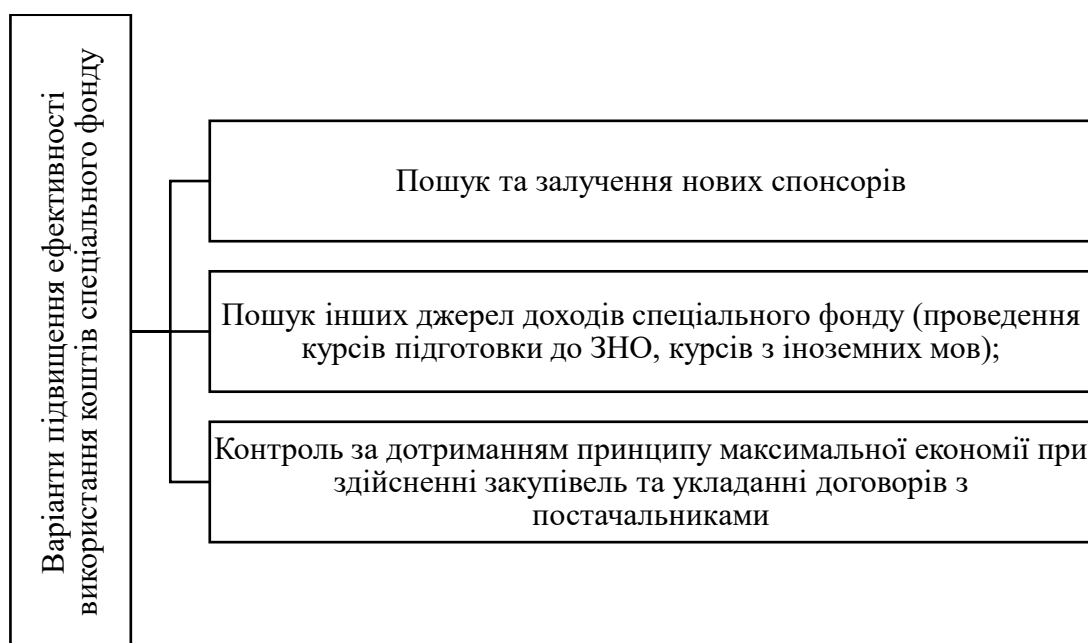 Варіанти підвищення ефективності
використання коштів спеціального фонду
Пошук та залучення нових спонсорів
Пошук інших джерел доходів спеціального фонду (проведення
курсів підготовки до ЗНО, курсів з іноземних мов);
Контроль за дотриманням принципу максимальної економії при
здійсненні закупівель та укладанні договорів з
постачальниками